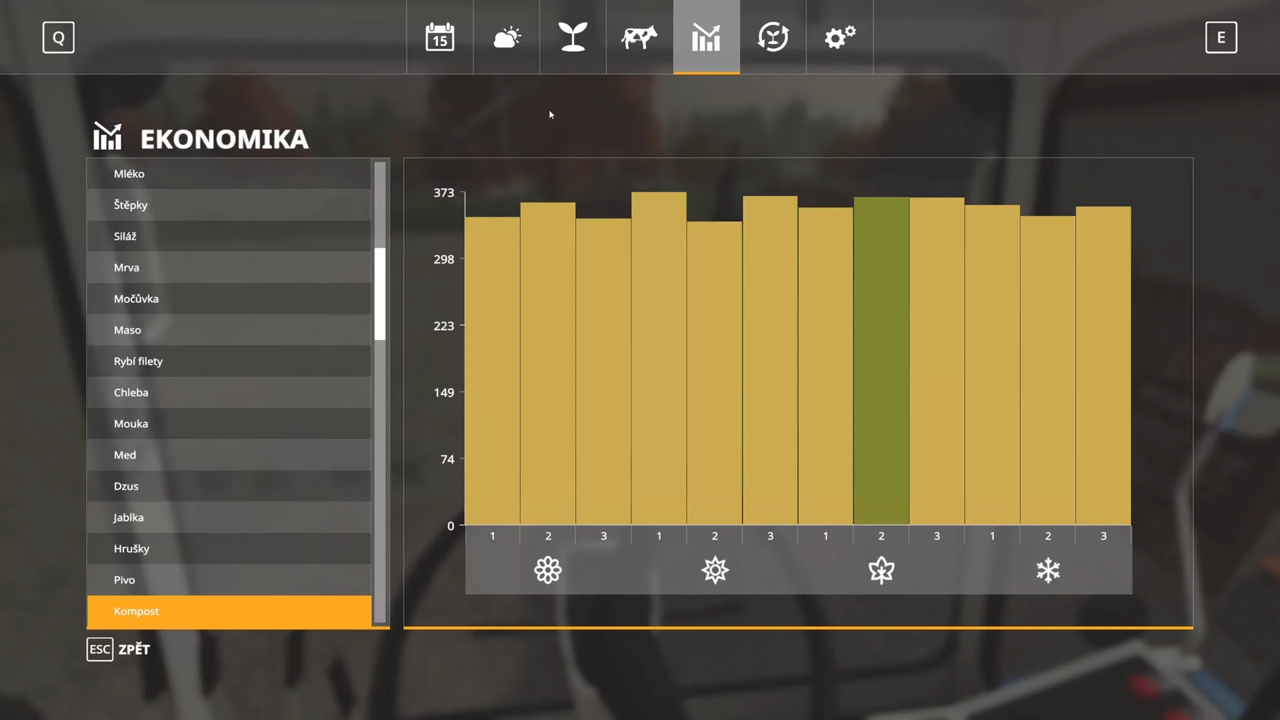 Q
15
E
EKONOMIKA
Mléko
Štěpky
Siláž
Mrva
Močůvka
Maso
Rybí filety
Chleba
Mouka
Med
Dzus
Jablka
Hrušky
Pivo
Kompost
373
298
223
149
74
0
1 2 3 1 2 3 1 2 3 1 2 3
ESC ZPĚT